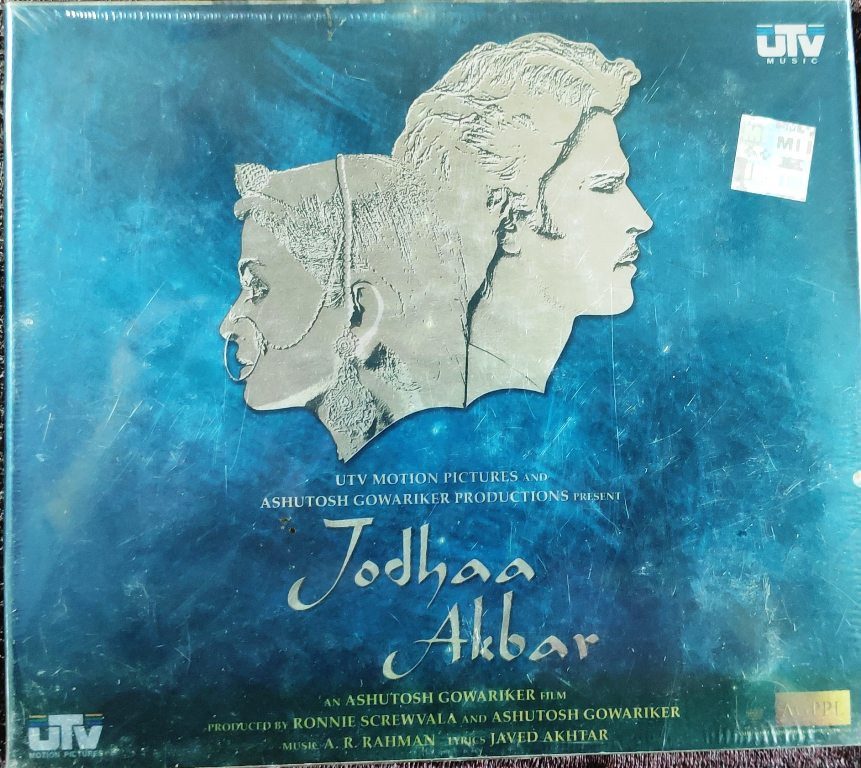 UTV
MUSIC
UTV MOTION PICTURES AND
ASHUTOSH GOWARIKER PRODUCTIONS PRESENT
Jodhaa
Akbar
AN ASHUTOSH GOWARIKER FILM
PRODUCED BY RONNIE SCREWVALA AND ASHUTOSH GOWARIKER
MUSIC A. R. RAHMAN LYRICS JAVED AKHTAR
UTV
MOTION PICTURES